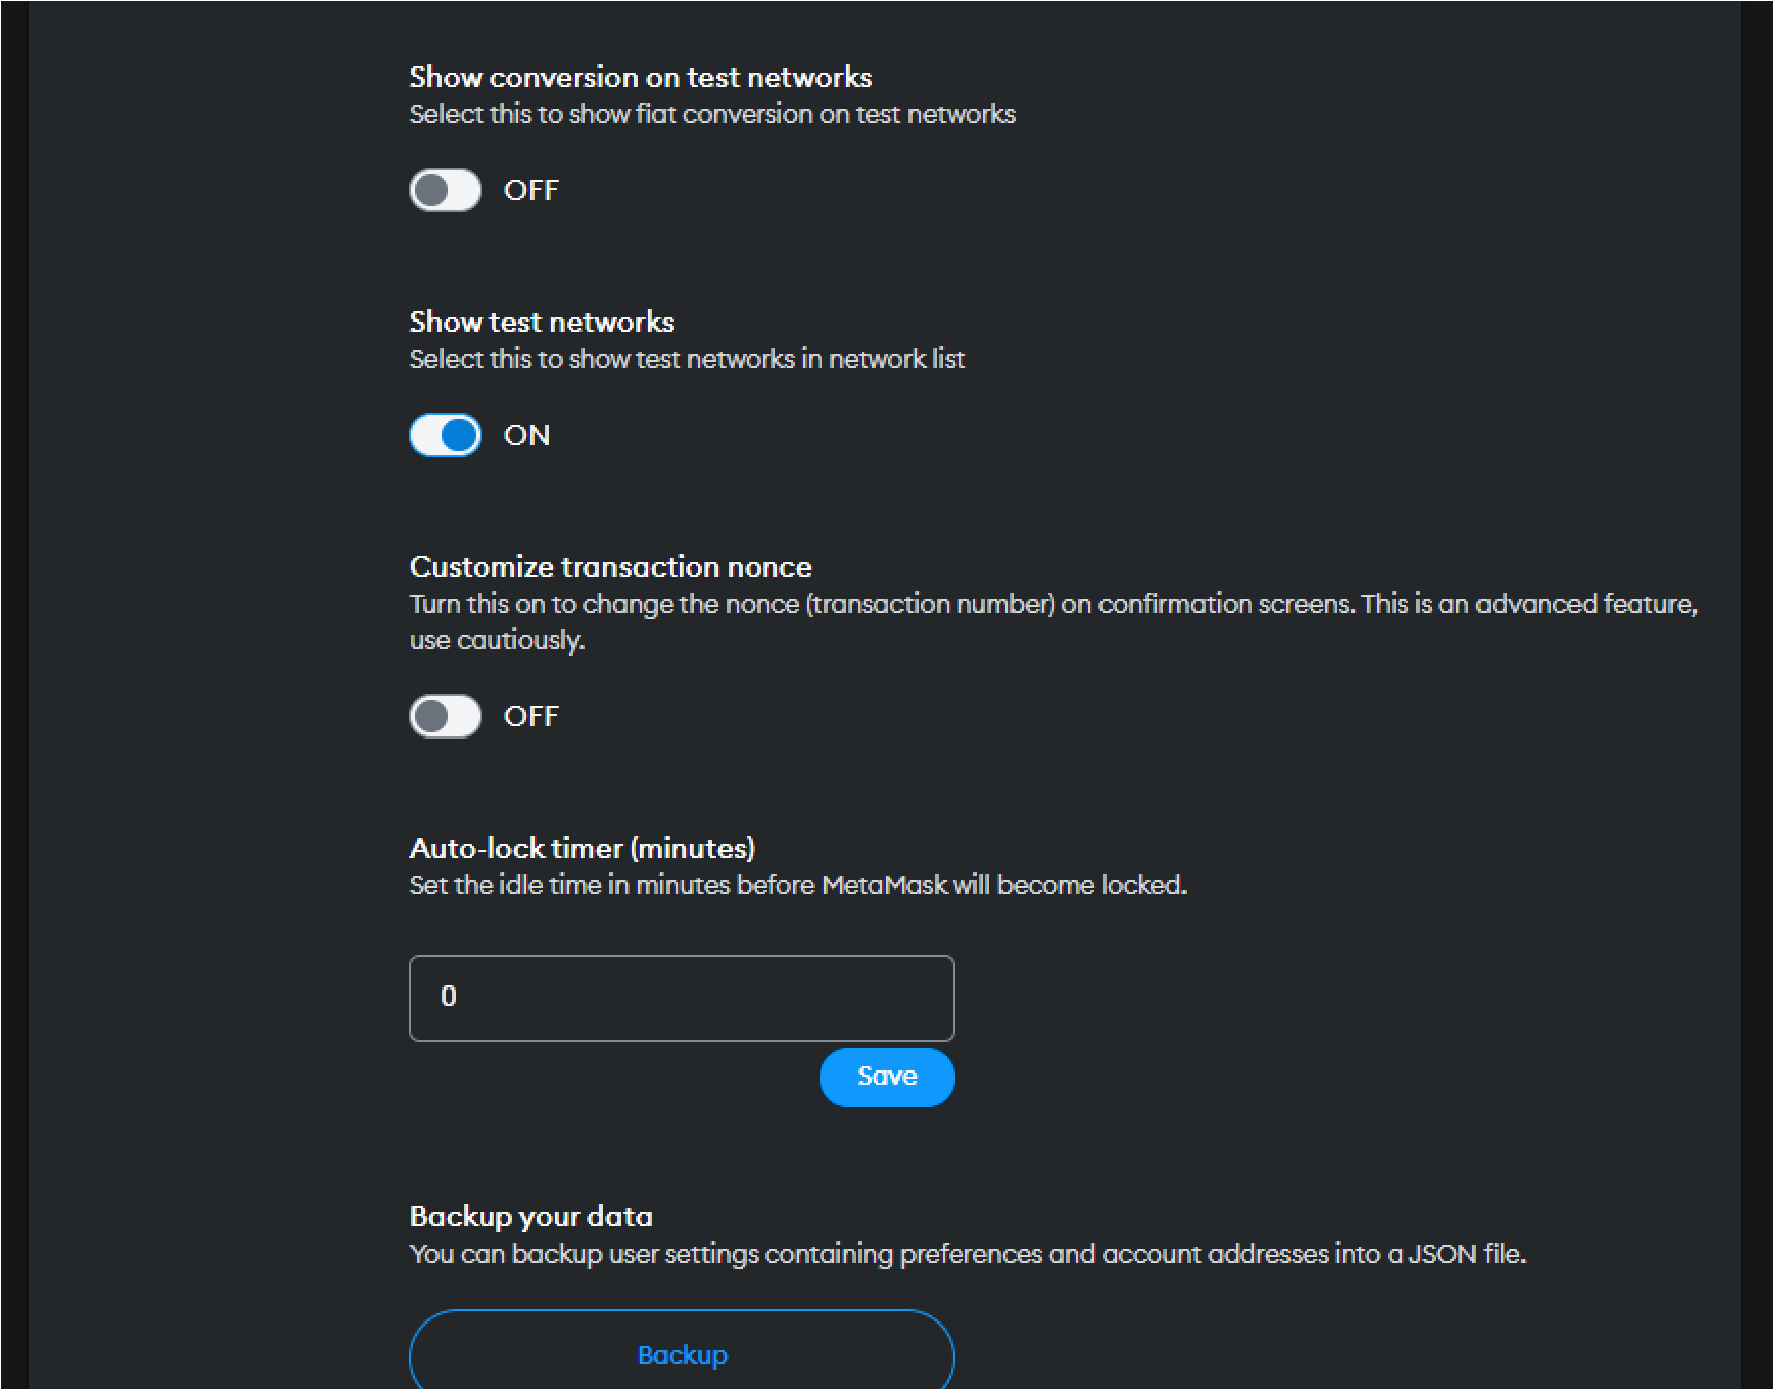 Show conversion on test networks
Select this to show fiat conversion on test networks
OFF
Show test networks
Select this to show test networks in network list
ON
Customize transaction nonce
Turn this on to change the nonce (transaction number) on confirmation screens. This is an advanced feature,
use cautiously.
OFF
Auto-lock timer (minutes)
Set the idle time in minutes before MetaMask will become locked.
0
Save
Backup your data
You can backup user settings containing preferences and account addresses into a JSON file.
Backup